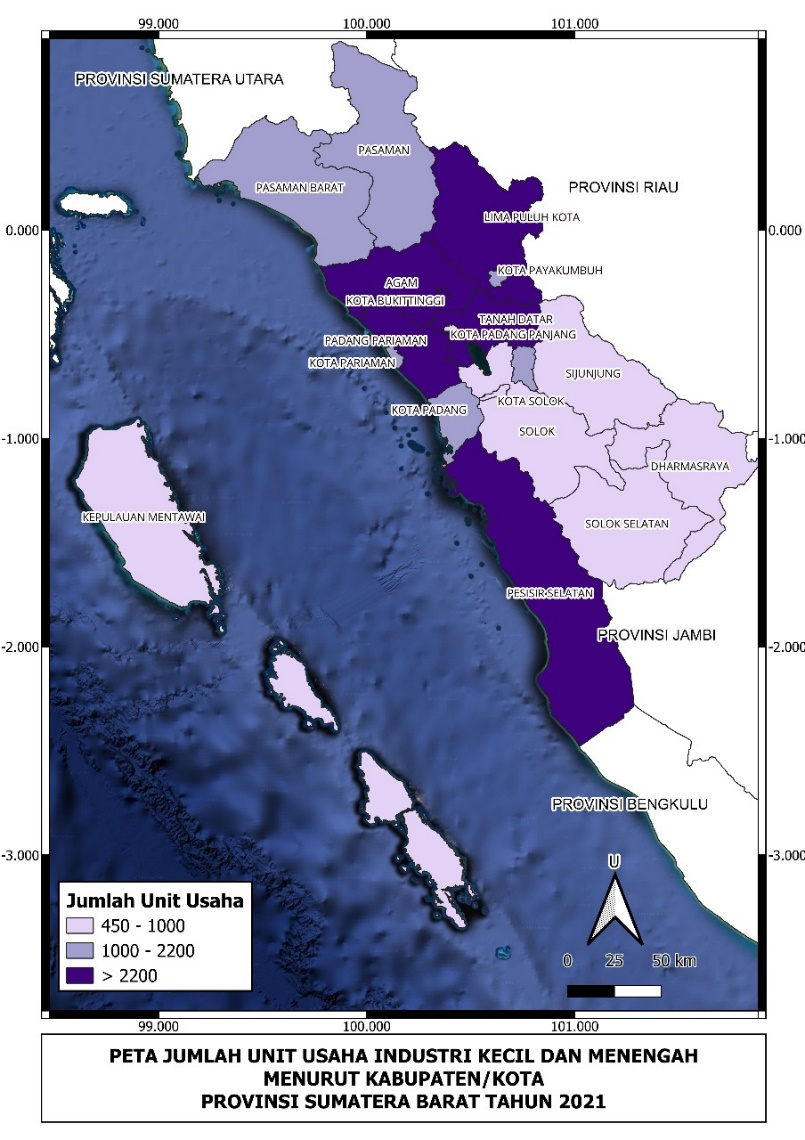 99.000
100.000
101.000
PROVINSI SUMATERA UTARA
PASAMAN
PASAMAN BARAT
PROVINSI RIAU
LIMA PULUH KOTA
0.000
0.000
KOTA PAYAKUMBUH
AGAM
KOTA BUKITTINGGI
TANAH DATAR
KOTA PADANG PANJANG
PADANG PARIAMAN
KOTA PARIAMAN
SIJUNJUNG
KOTA SOLOK
KOTA PADANG
SOLOK
-1.000
-1.000
DHARMASRAYA
KEPULAUAN MENTAWAI
SOLOK SELATAN
PESISIR SELATAN
PROVINSI JAMBI
-2.000
-2.000
PROVINSI BENGKULU
-3.000
-3.000
U
0 25 50 km
Jumlah Unit Usaha
450 - 1000
1000 - 2200
> 2200
99.000
100.000
101.000
PETA JUMLAH UNIT USAHA INDUSTRI KECIL DAN MENENGAH
MENURUT KABUPATEN/KOTA
PROVINSI SUMATERA BARAT TAHUN 2021